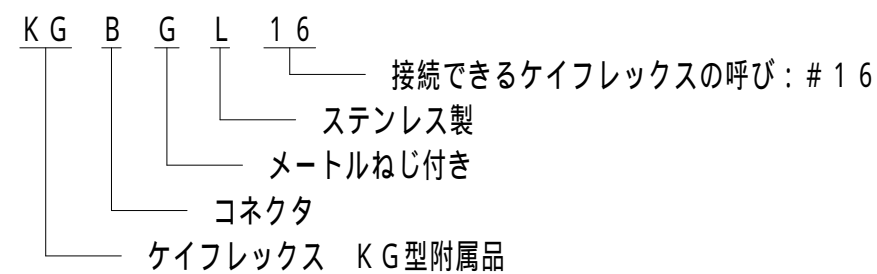 ＫＧ Ｂ Ｇ Ｌ １６
接続できるケイフレックスの呼び：＃１６
ステンレス製
メートルねじ付き
コネクタ
ケイフレックス　ＫＧ型附属品